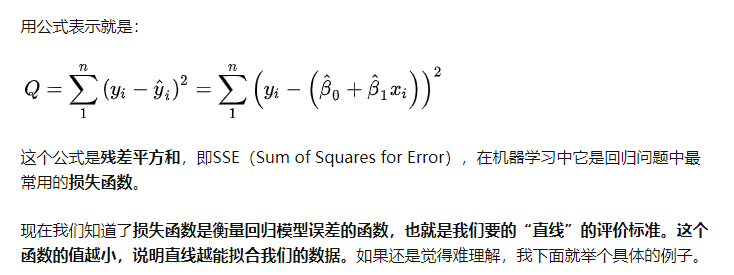 用公式表示就是：
Q = \sum_{1}^{n} (y_i - \hat{y}_i)^2 = \sum_{1}^{n} \left( y_i - \left( \hat{\beta}_0 + \hat{\beta}_1 x_i \right) \right)^2
这个公式是残差平方和，即SSE（Sum of Squares for Error），在机器学习中它是回归问题中最
常用的损失函数。
现在我们知道了损失函数是衡量回归模型误差的函数，也就是我们要的“直线”的评价标准。这个
函数的值越小，说明直线越能拟合我们的数据。如果还是觉得难理解，我下面就举个具体的例子。